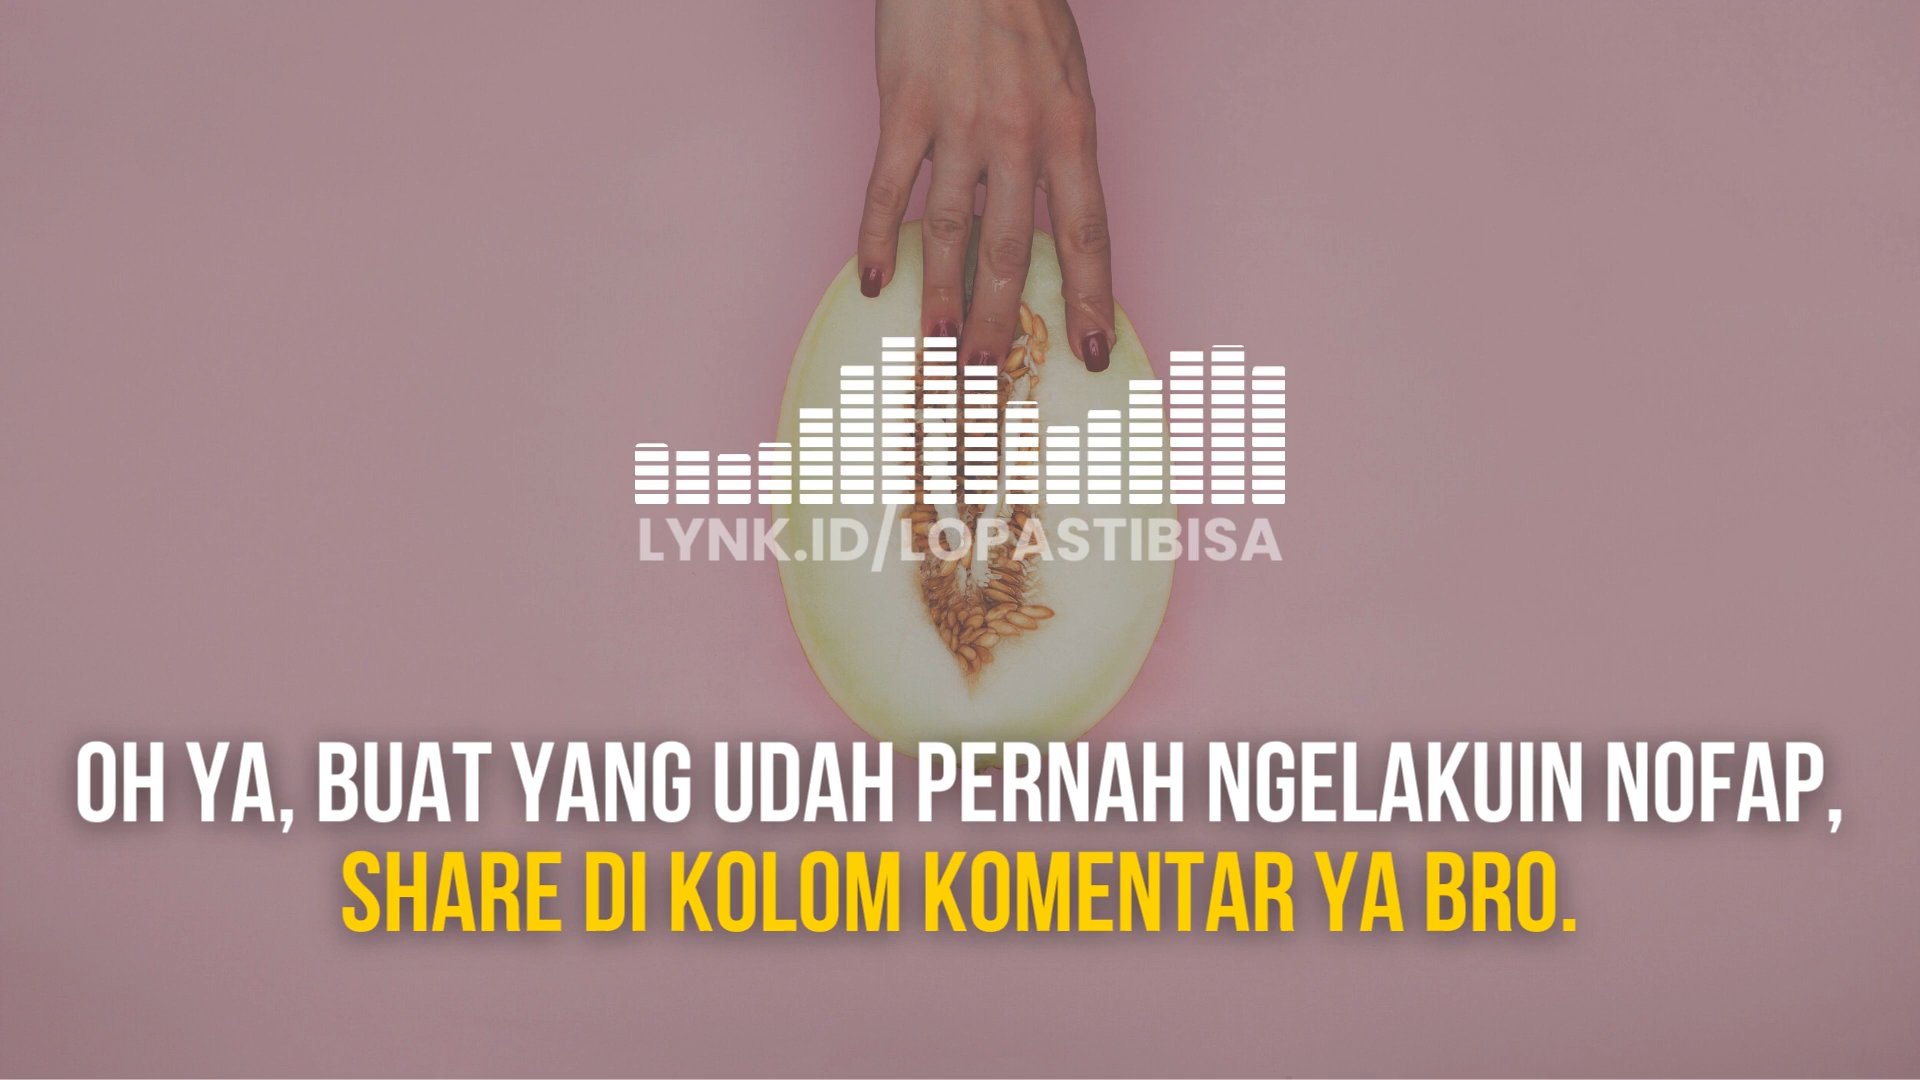 LYNK.ID/LOPASTIBISA
OH YA, BUAT YANG UDAH PERNAH NGELAKUIN NOFAP,
SHARE DI KOLOM KOMENTAR YA BRO.